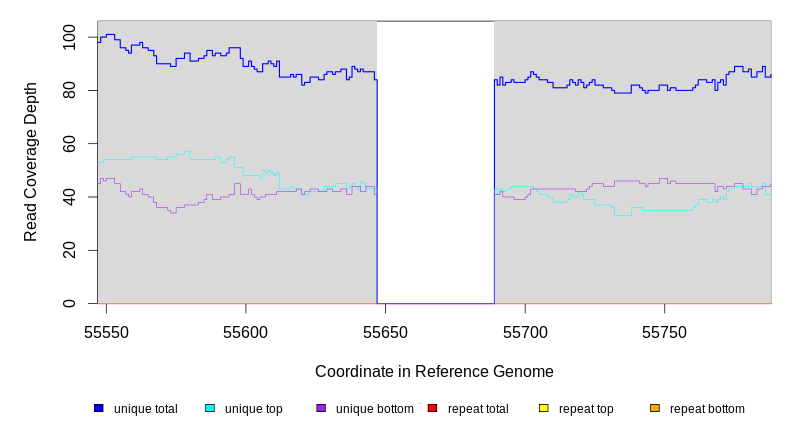 100
80
60
40
20
0
Read Coverage Depth
55550 55600 55650 55700 55750
Coordinate in Reference Genome
unique total unique top unique bottom repeat total repeat top repeat bottom